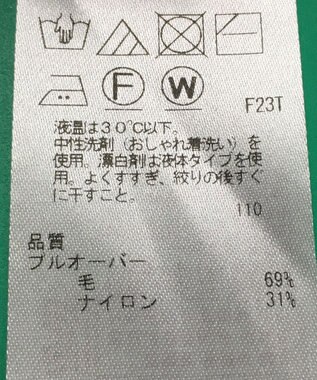 F W
F23T
液温は30℃以下。
中性洗剤（おしゃれ着洗い）を
使用。漂白剤は液体タイプを使
用。よくすすぎ、絞りの後すぐ
に干すこと。
110
品質
プルオーバー
毛 69%
ナイロン 31%